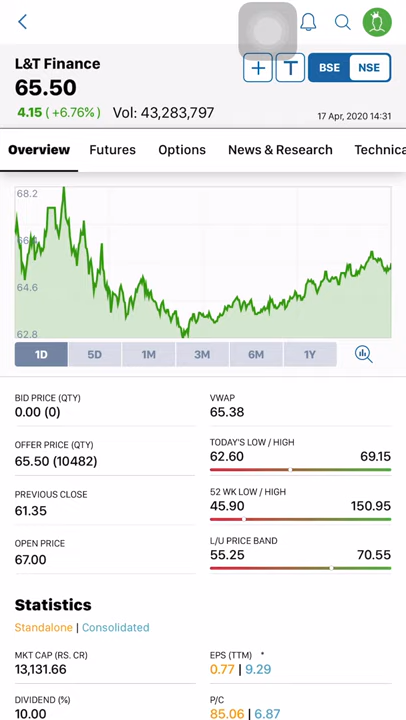 L&T Finance
65.50
4.15 (+6.76%) Vol: 43,283,797
+ T BSE NSE
17 Apr, 2020 14:31
Overview Futures Options News & Research Technica
68.2
64.6
62.8
1D 5D 1M 3M 6M 1Y
BID PRICE (QTY)
0.00 (0)
VWAP
65.38
OFFER PRICE (QTY)
65.50 (10482)
TODAY'S LOW / HIGH
62.60 69.15
PREVIOUS CLOSE
61.35
52 WK LOW / HIGH
45.90 150.95
OPEN PRICE
67.00
L/U PRICE BAND
55.25 70.55
Statistics
Standalone | Consolidated
MKT CAP (RS. CR)
13,131.66
EPS (TTM) *
0.77 | 9.29
DIVIDEND (%)
10.00
P/C
85.06 | 6.87